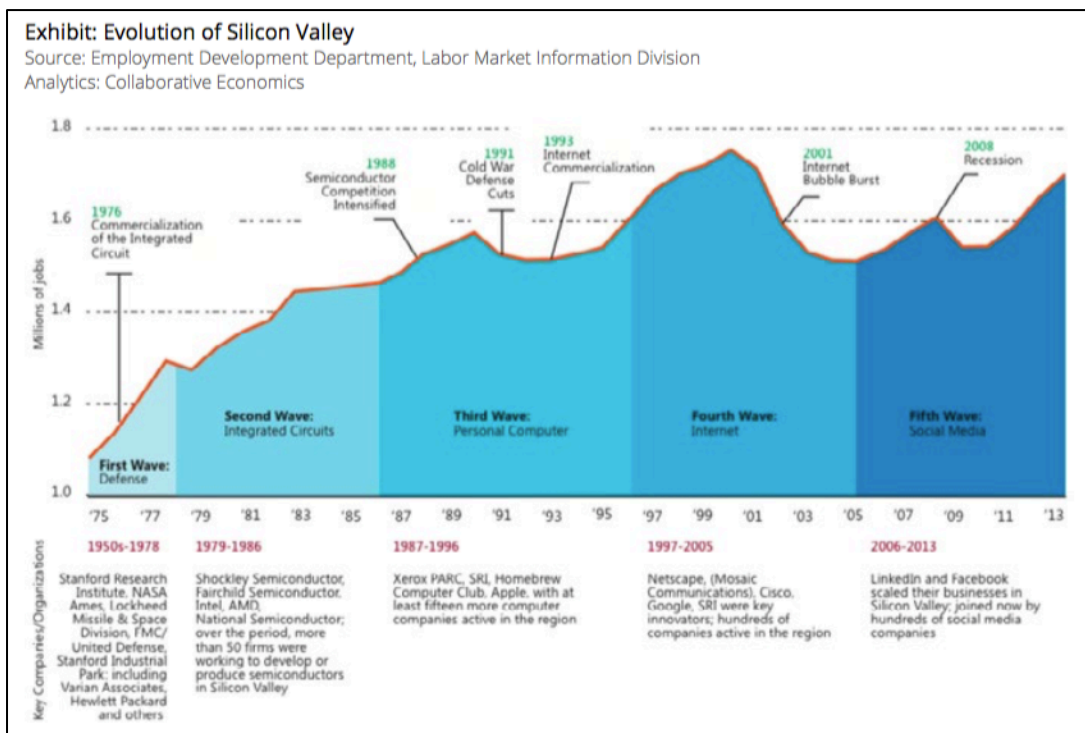 Exhibit: Evolution of Silicon Valley
Source: Employment Development Department, Labor Market Information Division
Analytics: Collaborative Economics
Millions of jobs
1.8
1.6
1.4
1.2
1.0
1976
Commercialization
of the Integrated
Circuit
1988
Semiconductor
Competition
Intensified
1991
Cold War
Defense
Cuts
1993
Internet
Commercialization
2001
Internet
Bubble Burst
2008
Recession
First Wave:
Defense
Second Wave:
Integrated Circuits
Third Wave:
Personal Computer
Fourth Wave:
Internet
Fifth Wave:
Social Media
'75 '77 '79 '81 '83 '85 '87 '89 '91 '93 '95 '97 '99 '01 '03 '05 '07 '09 '11 '13
Key Companies/Organizations
1950s-1978
Stanford Research
Institute, NASA
Ames, Lockheed
Missile & Space
Division, FMC/
United Defense,
Stanford Industrial
Park: including
Varian Associates,
Hewlett Packard
and others
1979-1986
Shockley Semiconductor,
Fairchild Semiconductor,
Intel, AMD,
National Semiconductor;
over the period, more
than 50 firms were
working to develop or
produce semiconductors
in Silicon Valley
1987-1996
Xerox PARC, SRI, Homebrew
Computer Club, Apple, with at
least fifteen more computer
companies active in the region
1997-2005
Netscape, (Mosaic
Communications), Cisco,
Google, SRI were key
innovators; hundreds of
companies active in the region
2006-2013
LinkedIn and Facebook
scaled their businesses in
Silicon Valley; joined now by
hundreds of social media
companies